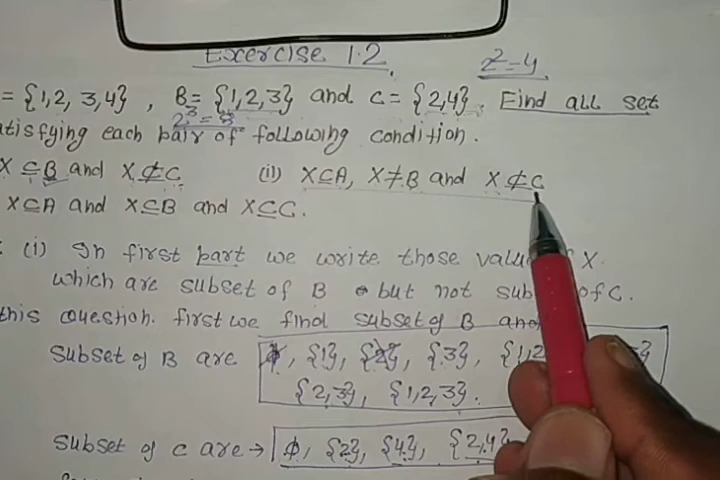 Exercise 1.2
2²=4
= {1,2,3,4}, B= {1,2,3} and C= {2,4}. Find all set
atisfying each pair of following condition.
2³=8
X⊆B and X⊄C (ii) X⊆A, X≠B and X⊄C
X⊆A and X⊆B and X⊆C.
: (i) In first part we write those value X.
which are subset of B but not sub of C.
this question. first we find subset of B and
Subset of B are ϕ, {1}, {2}, {3}, {1,2
{2,3}, {1,2,3}.
Subset of C are → ϕ, {2}, {4}, {2,4}